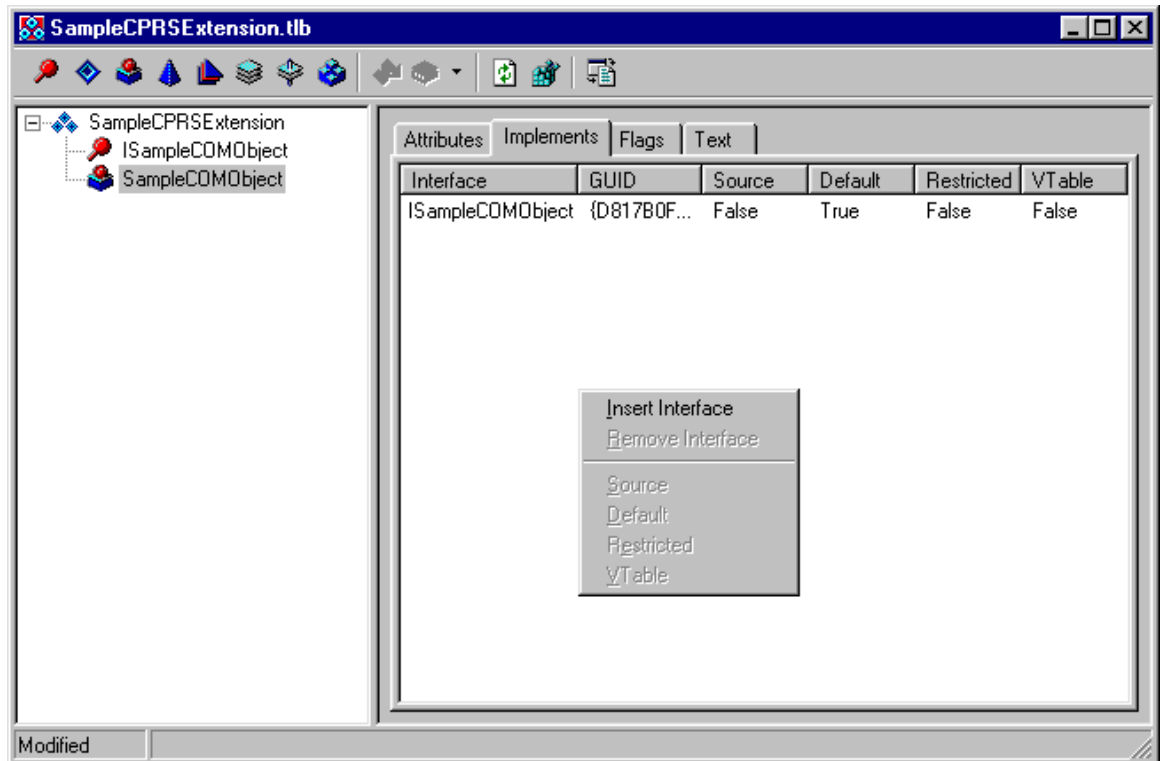 SampleCPRSExtension.tlb
SampleCPRSExtension
ISampleCOMObject
SampleCOMObject
Attributes Implements Flags Text
Interface GUID Source Default Restricted VTable
ISampleCOMObject {D817B0F... False True False False
Insert Interface
Remove Interface
Source
Default
Restricted
VTable
Modified